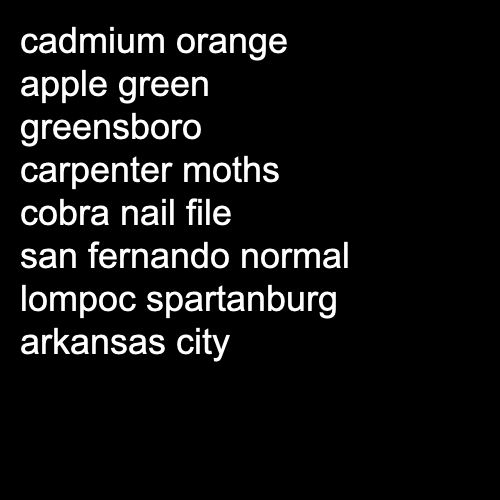 cadmium orange
apple green
greensboro
carpenter moths
cobra nail file
san fernando normal
lompoc spartanburg
arkansas city